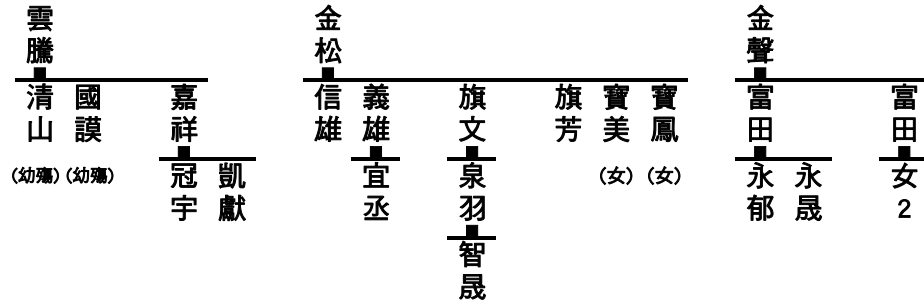 雲騰
金松
金聲
清山
國謨
嘉祥
信雄
義雄
旗文
旗芳
寶美
寶鳳
富田
富田
(幼殤)
(幼殤)
冠宇
凱獻
宜丞
泉羽
(女)
(女)
永郁
永晟
女2
智晟